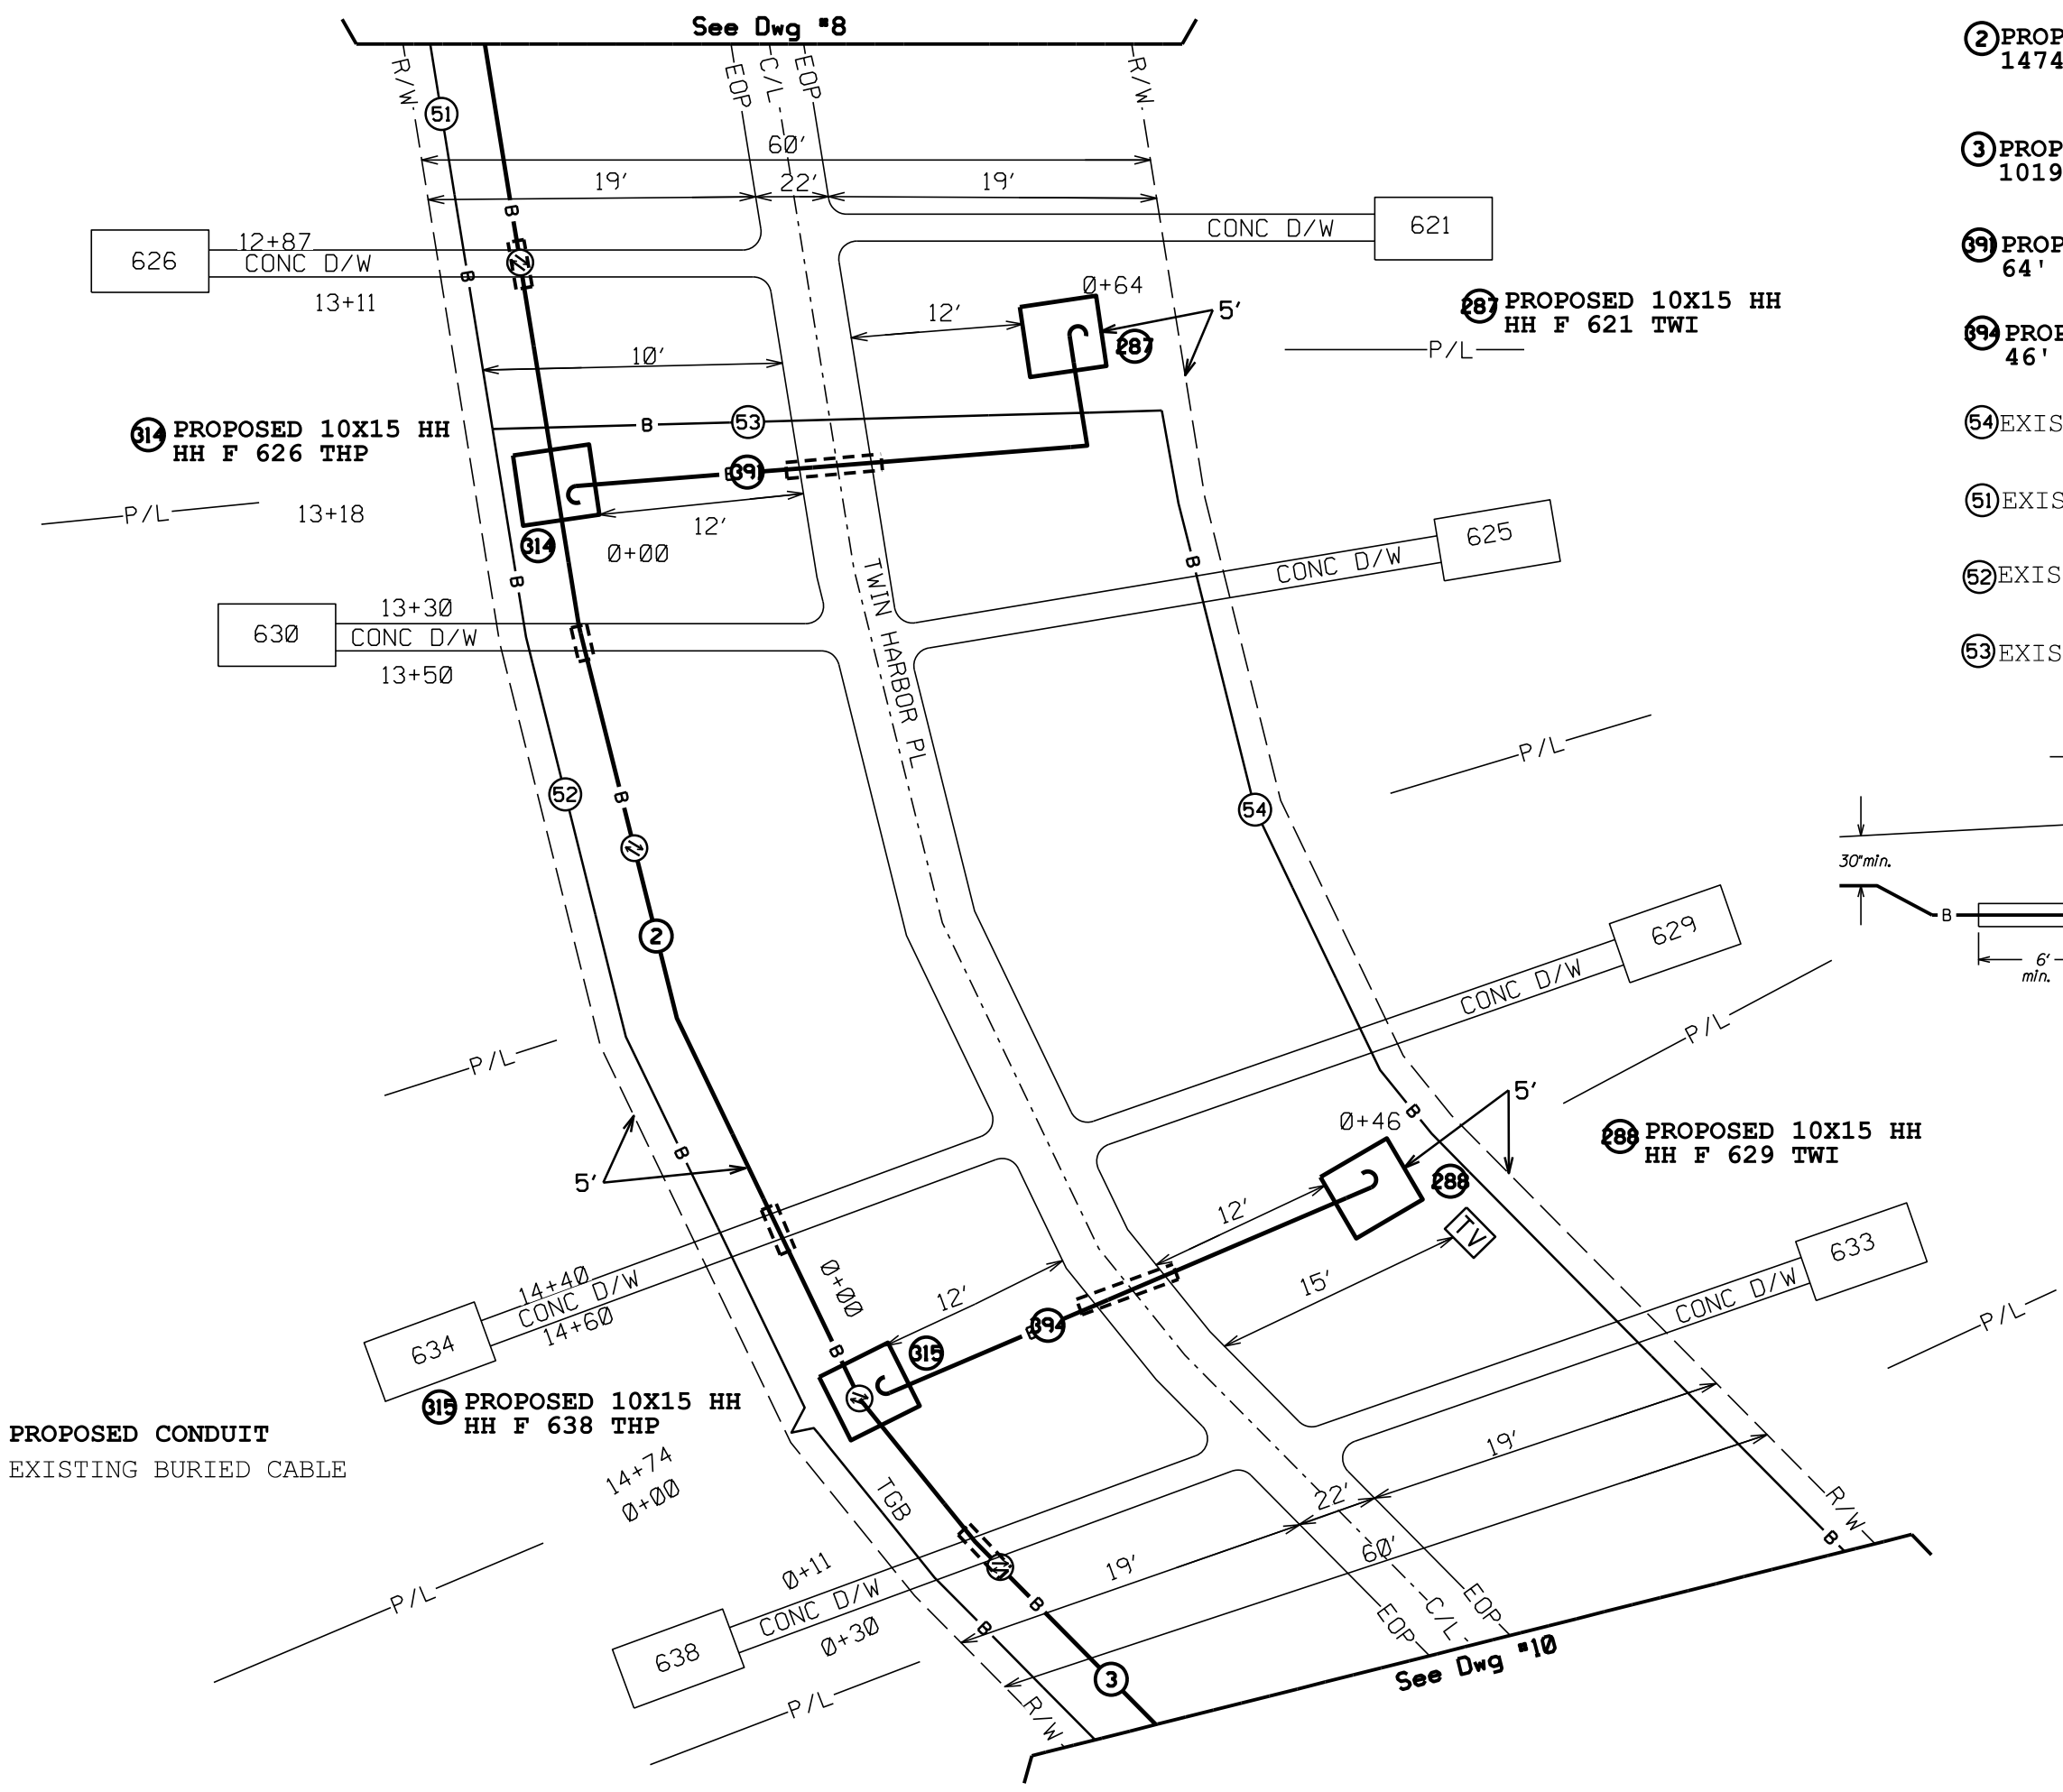 See Dwg #8
R/W
EOP
C/L
EOP
R/W
51
60'
19'
22'
19'
B
626
12+87
CONC D/W
13+11
B
CONC D/W
621
0+64
12'
5'
287
287 PROPOSED 10X15 HH
HH F 621 TWI
P/L
10'
B
53
314 PROPOSED 10X15 HH
HH F 626 THP
391
12'
P/L
13+18
314
0+00
B
B
TWIN HARBOR PL
CONC D/W
625
630
13+30
CONC D/W
13+50
52
B
54
P/L
2
629
CONC D/W
P/L
P/L
5'
B
5'
B
0+46
288
288 PROPOSED 10X15 HH
HH F 629 TWI
12'
TV
15'
633
CONC D/W
P/L
634
14+40
CONC D/W
14+60
0+00
12'
394
B
B
315
315 PROPOSED 10X15 HH
HH F 638 THP
PROPOSED CONDUIT
EXISTING BURIED CABLE
14+74
0+00
TGB
19'
22'
60'
19'
R/W
B
P/L
0+11
638
CONC D/W
0+30
B
B
3
EOP
C/L
EOP
See Dwg #10
P/L
R/W
2 PROP
1474
3 PROP
1019
391 PROP
64'
394 PROP
46'
54 EXIS
51 EXIS
52 EXIS
53 EXIS
30"min.
B
6'
min.